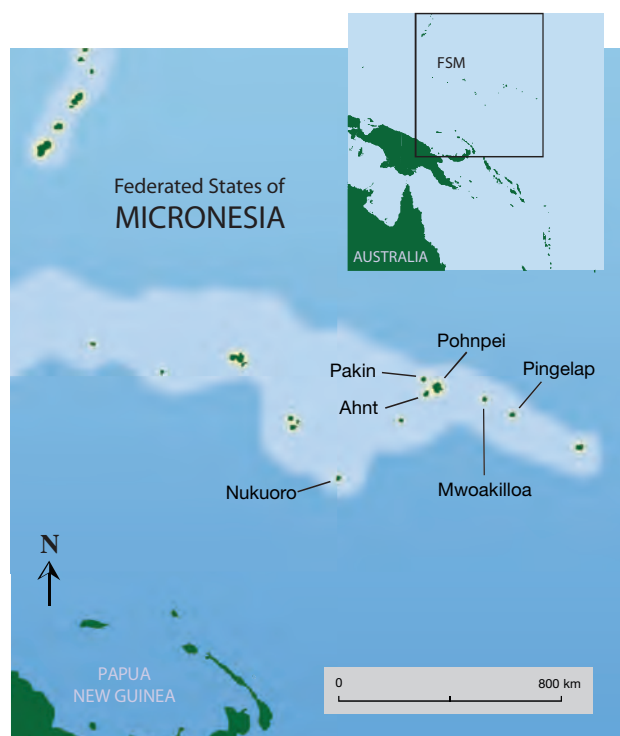 FSM
AUSTRALIA
Federated States of
MICRONESIA
Pohnpei
Pakin
Pingelap
Ahnt
Nukuoro
Mwoakilloa
N
PAPUA
NEW GUINEA
0 800 km